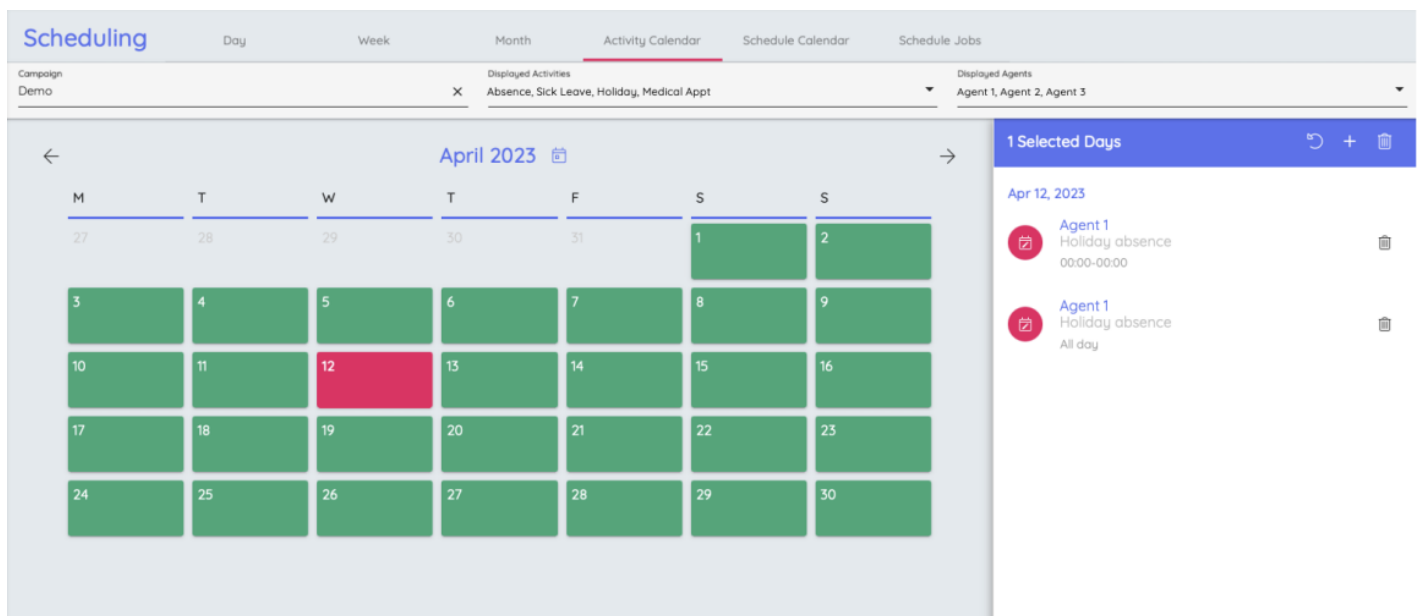 Scheduling Day Week Month Activity Calendar Schedule Calendar Schedule Jobs
Campaign
Demo
Displayed Activities
Absence, Sick Leave, Holiday, Medical Appt
Displayed Agents
Agent 1, Agent 2, Agent 3
April 2023
M T W T F S S
27 28 29 30 31 1 2
3 4 5 6 7 8 9
10 11 12 13 14 15 16
17 18 19 20 21 22 23
24 25 26 27 28 29 30
1 Selected Days
Apr 12, 2023
Agent 1
Holiday absence
00:00-00:00
Agent 1
Holiday absence
All day